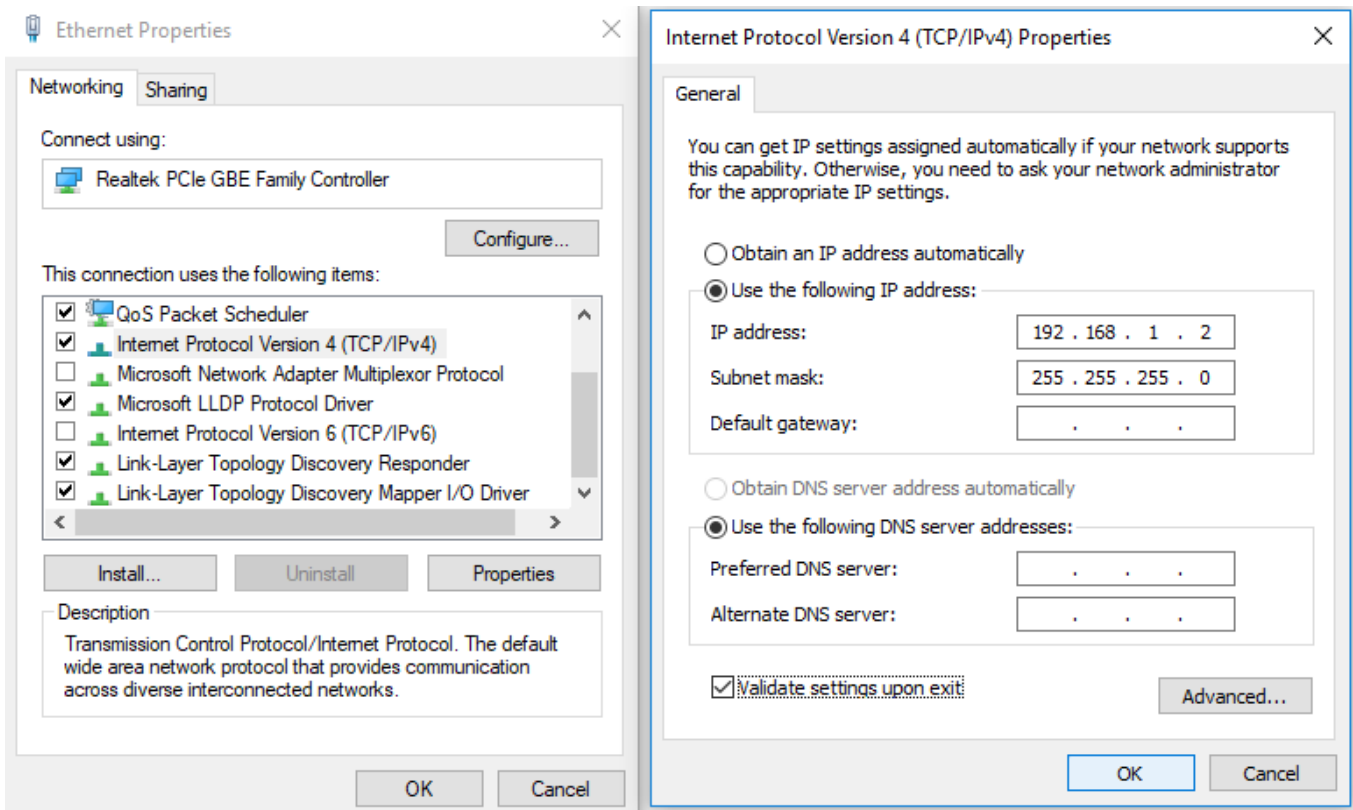 Ethernet Properties
Networking
Sharing
Connect using:
Realtek PCIe GBE Family Controller
Configure...
This connection uses the following items:
QoS Packet Scheduler
Internet Protocol Version 4 (TCP/IPv4)
Microsoft Network Adapter Multiplexor Protocol
Microsoft LLDP Protocol Driver
Internet Protocol Version 6 (TCP/IPv6)
Link-Layer Topology Discovery Responder
Link-Layer Topology Discovery Mapper I/O Driver
Install...
Uninstall
Properties
Description
Transmission Control Protocol/Internet Protocol. The default
wide area network protocol that provides communication
across diverse interconnected networks.
OK
Cancel
Internet Protocol Version 4 (TCP/IPv4) Properties
General
You can get IP settings assigned automatically if your network supports
this capability. Otherwise, you need to ask your network administrator
for the appropriate IP settings.
Obtain an IP address automatically
Use the following IP address:
IP address: 192 . 168 . 1 . 2
Subnet mask: 255 . 255 . 255 . 0
Default gateway: . . .
Obtain DNS server address automatically
Use the following DNS server addresses:
Preferred DNS server: . . .
Alternate DNS server: . . .
Validate settings upon exit
Advanced...
OK
Cancel